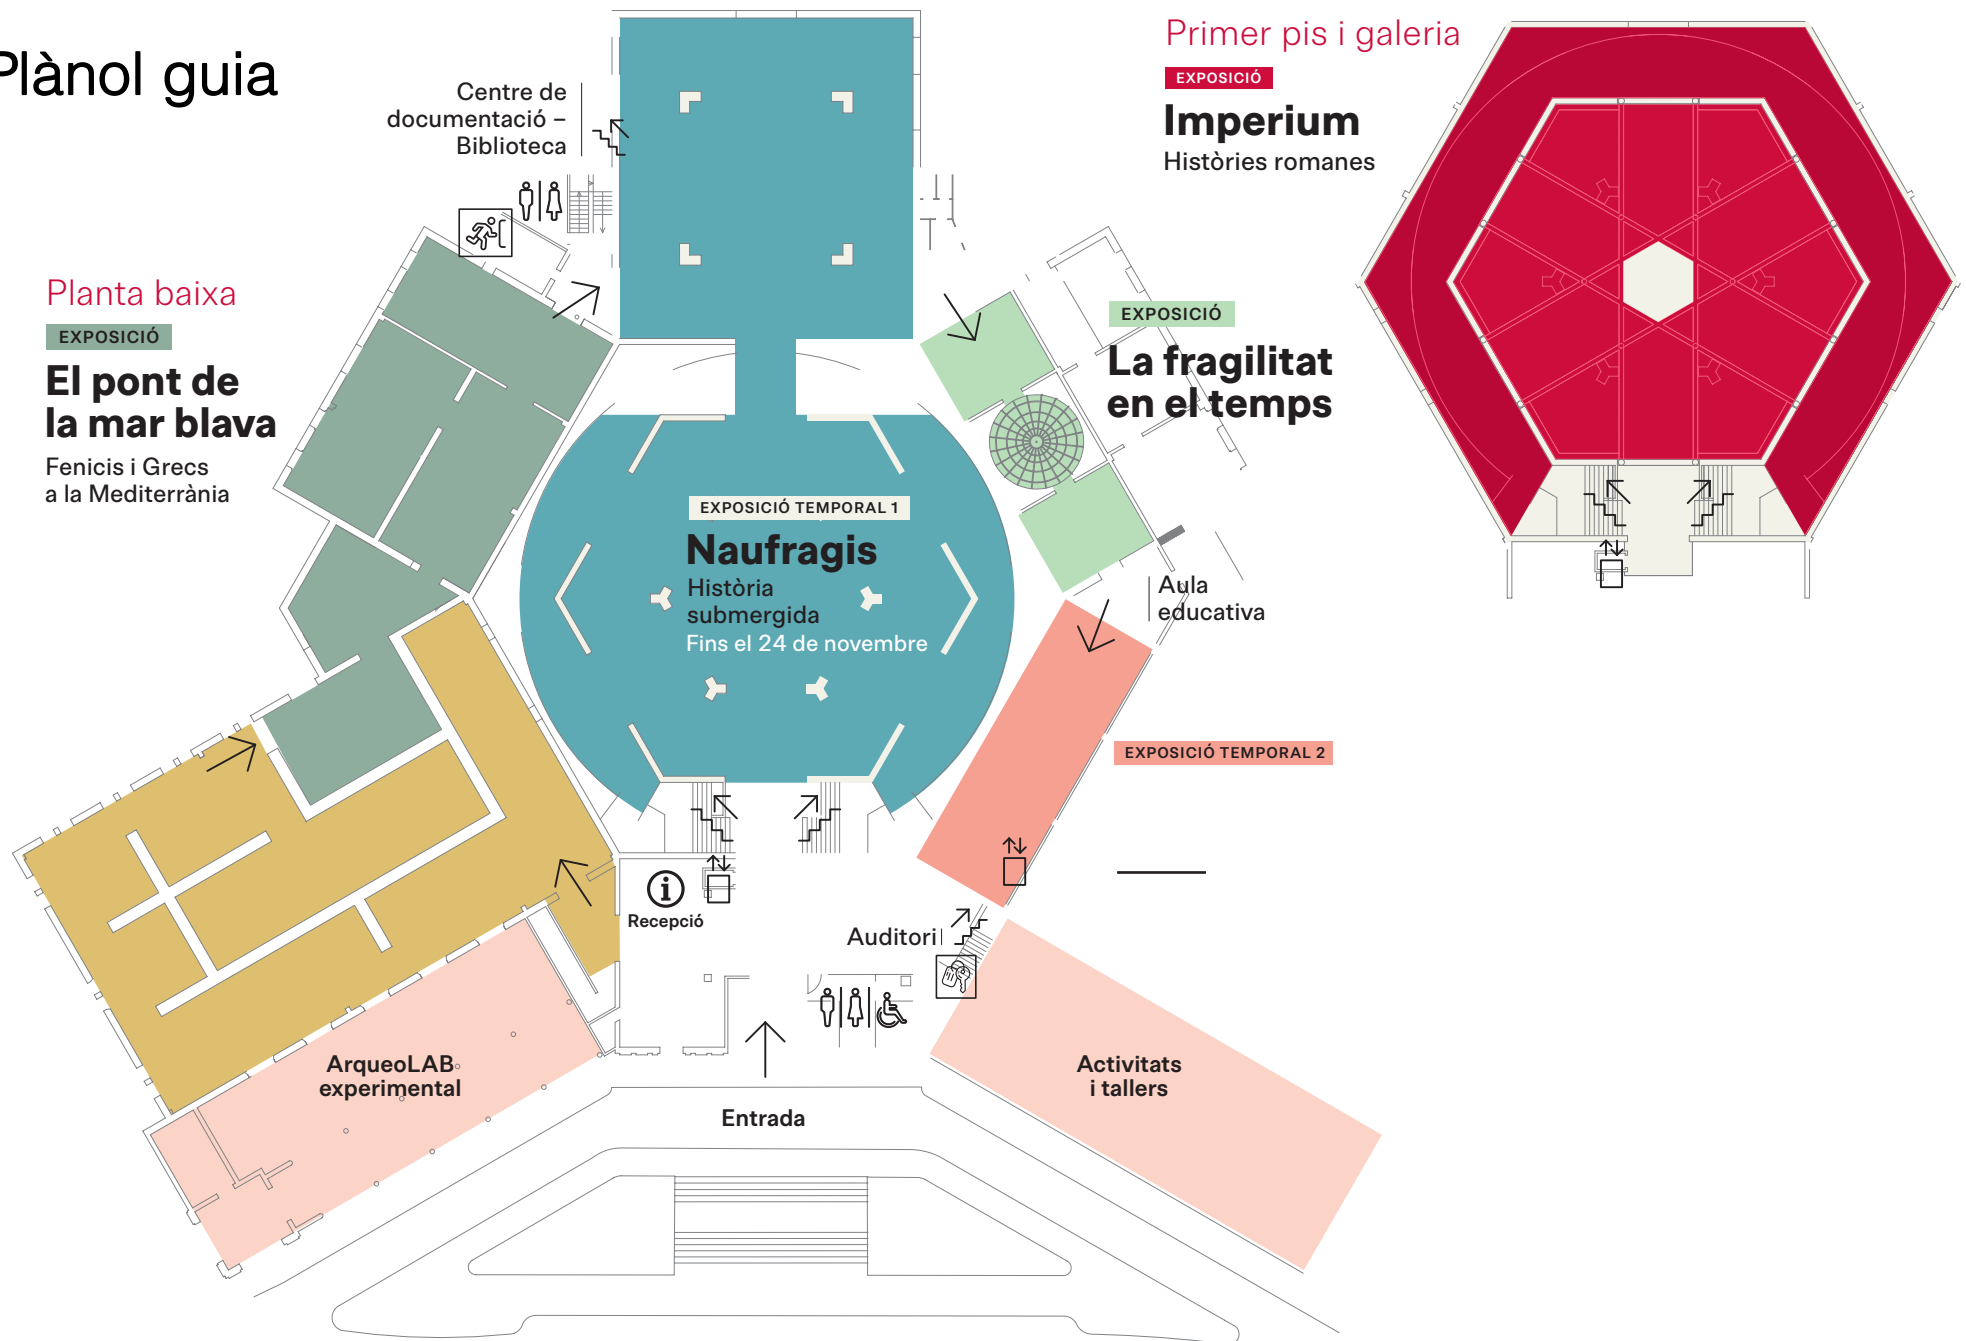 Plànol guia
Centre de
documentació –
Biblioteca
Planta baixa
EXPOSICIÓ
El pont de
la mar blava
Fenicis i Grecs
a la Mediterrània
EXPOSICIÓ TEMPORAL 1
Naufragis
Història
submergida
Fins el 24 de novembre
EXPOSICIÓ
La fragilitat
en el temps
Aula
educativa
EXPOSICIÓ TEMPORAL 2
Recepció
Auditori
ArqueoLAB
experimental
Activitats
i tallers
Entrada
Primer pis i galeria
EXPOSICIÓ
Imperium
Històries romanes